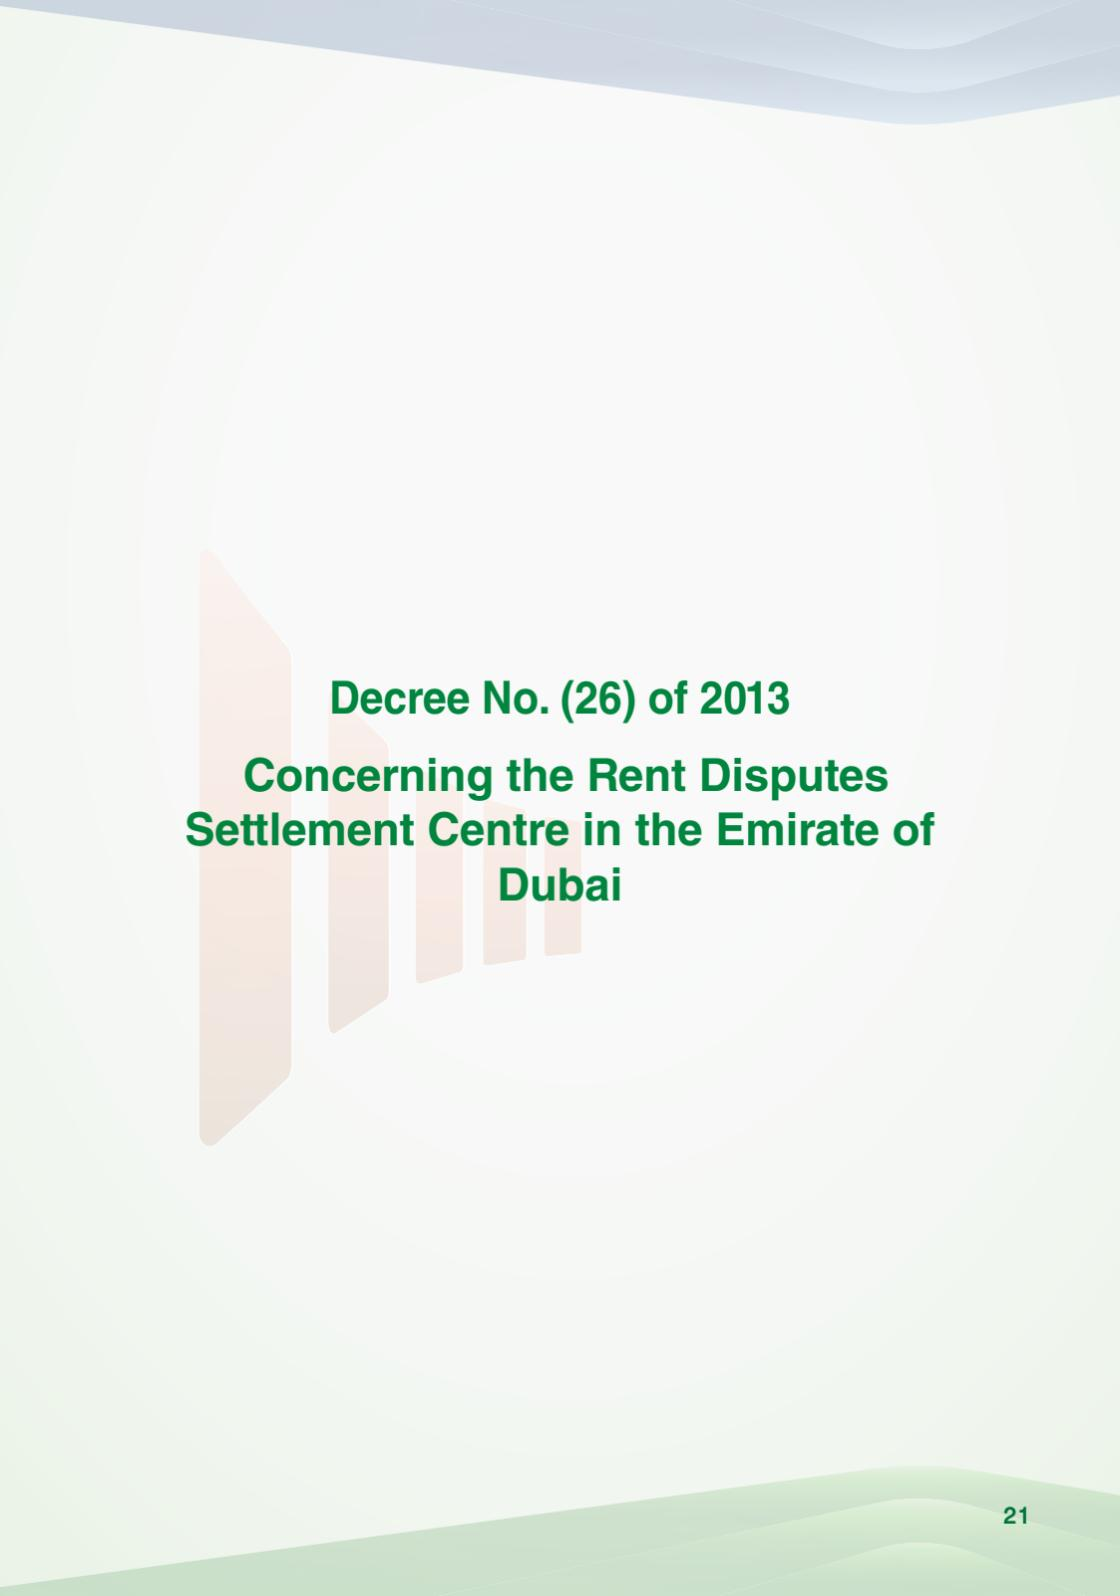 Decree No. (26) of 2013
Concerning the Rent Disputes
Settlement Centre in the Emirate of
Dubai
21